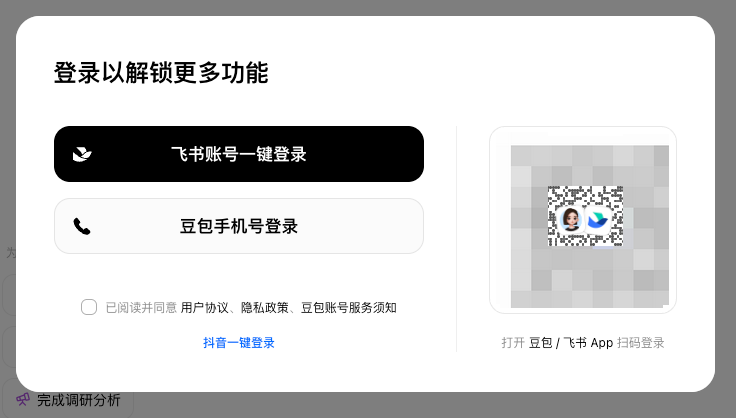 登录以解锁更多功能
飞书账号一键登录
豆包手机号登录
已阅读并同意 用户协议、隐私政策、豆包账号服务须知
抖音一键登录
打开 豆包 / 飞书 App 扫码登录
为
完成调研分析